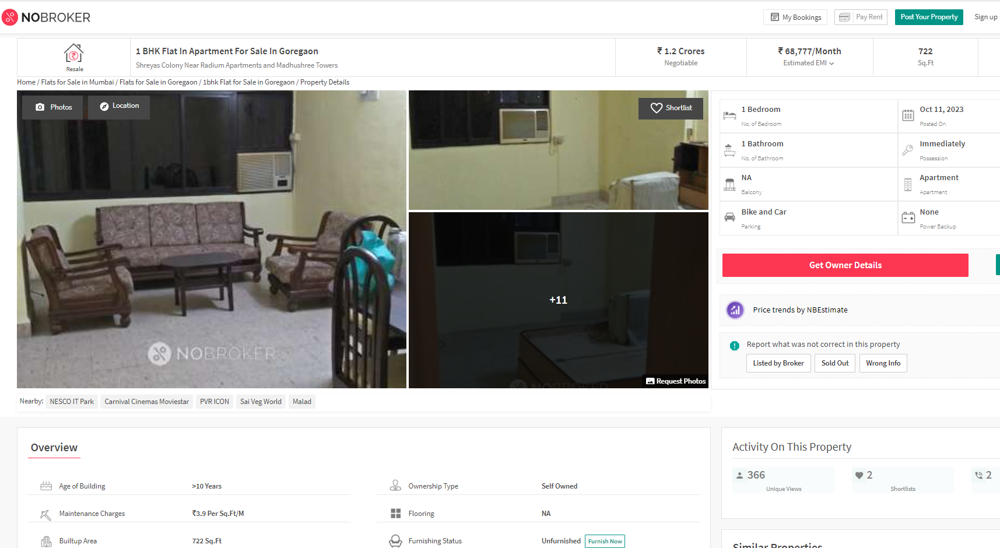 NOBROKER
My Bookings
Pay Rent
Post Your Property
Sign up
Resale
1 BHK Flat In Apartment For Sale In Goregaon
Shreyas Colony Near Radium Apartments and Madhushree Towers
₹ 1.2 Crores
Negotiable
₹ 68,777/Month
Estimated EMI
722
Sq.Ft
Home / Flats for Sale in Mumbai / Flats for Sale in Goregaon / 1bhk Flat for Sale in Goregaon / Property Details
Photos
Location
Shortlist
+11
NOBROKER
NOBROKER
Request Photos
1 Bedroom
No. of Bedroom
Oct 11, 2023
Posted On
1 Bathroom
No. of Bathroom
Immediately
Possession
NA
Balcony
Apartment
Apartment
Bike and Car
Parking
None
Power Backup
Get Owner Details
Price trends by NBEstimate
Report what was not correct in this property
Listed by Broker
Sold Out
Wrong Info
Nearby: NESCO IT Park Carnival Cinemas Moviestar PVR ICON Sai Veg World Malad
Overview
Age of Building >10 Years
Ownership Type Self Owned
Maintenance Charges ₹3.9 Per Sq.Ft/M
Flooring NA
Builtup Area 722 Sq.Ft
Furnishing Status Unfurnished Furnish Now
Activity On This Property
366
Unique Views
2
Shortlists
2
Similar Properties